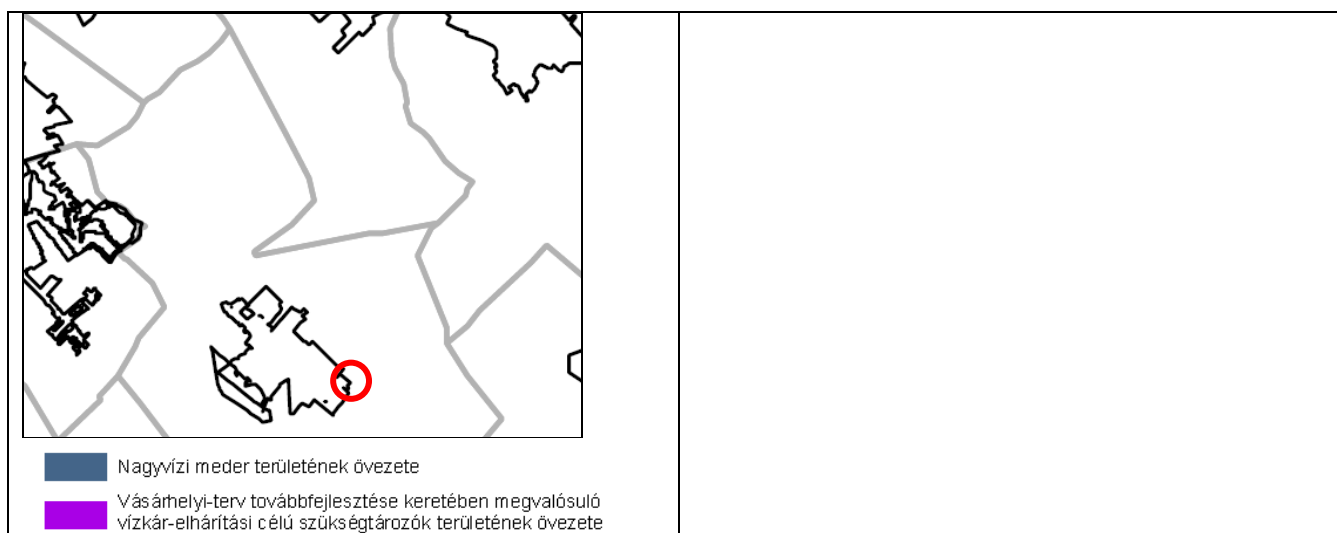 Nagyvízi meder területének övezete
Vásárhelyi-terv továbbfejlesztése keretében megvalósuló
vízkár-elhárítási célú szükségtározók területének övezete